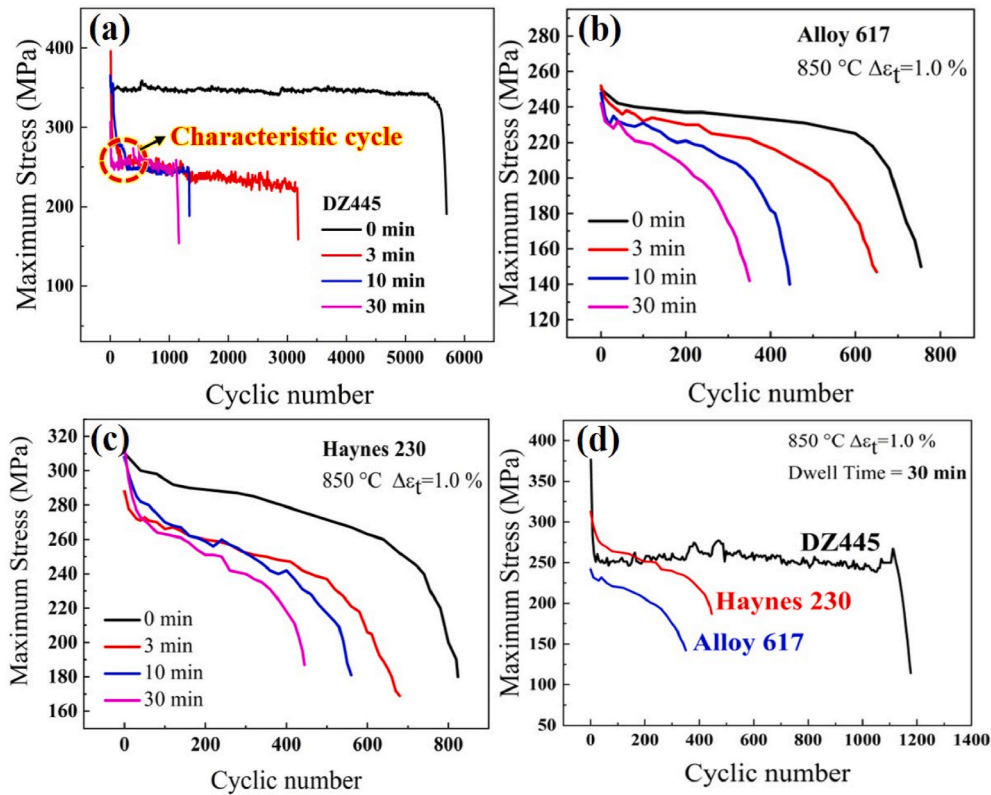 (a)
Maximum Stress (MPa)
400
300
200
100
Characteristic cycle
DZ445
0 min
3 min
10 min
30 min
0 1000 2000 3000 4000 5000 6000
Cyclic number
(b)
Maximum Stress (MPa)
260
240
220
200
180
160
140
120
Alloy 617
850 °C Δεt=1.0 %
0 min
3 min
10 min
30 min
0 200 400 600 800
Cyclic number
(c)
Maximum Stress (MPa)
320
300
280
260
240
220
200
180
160
Haynes 230
850 °C Δεt=1.0 %
0 min
3 min
10 min
30 min
0 200 400 600 800
Cyclic number
(d)
Maximum Stress (MPa)
400
350
300
250
200
150
100
50
850 °C Δεt=1.0 %
Dwell Time = 30 min
DZ445
Haynes 230
Alloy 617
0 200 400 600 800 1000 1200 1400
Cyclic number